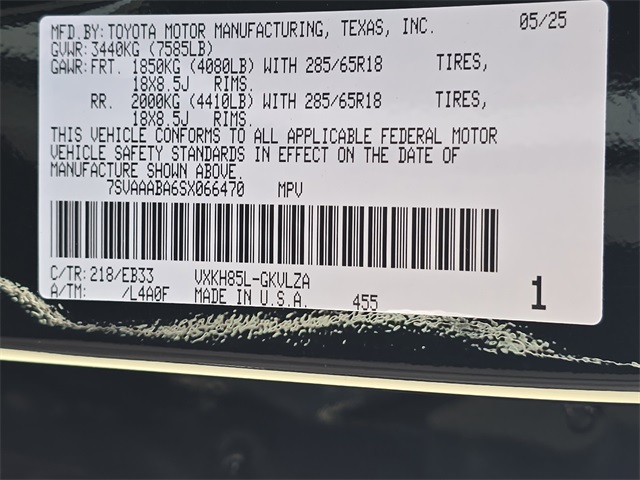 MFD.BY: TOYOTA MOTOR MANUFACTURING, TEXAS, INC. 05/25
GVWR: 3440KG (7585LB)
GAWR: FRT. 1850KG (4080LB) WITH 285/65R18 TIRES,
18X8.5J RIMS.
RR. 2000KG (4410LB) WITH 285/65R18 TIRES,
18X8.5J RIMS.
THIS VEHICLE CONFORMS TO ALL APPLICABLE FEDERAL MOTOR
VEHICLE SAFETY STANDARDS IN EFFECT ON THE DATE OF
MANUFACTURE SHOWN ABOVE.
7SVAAABA6SX066470 MPV
C/TR: 218/EB33 VXKH85L-GKVLZA
A/TM: /L4A0F MADE IN U.S.A. 455 1